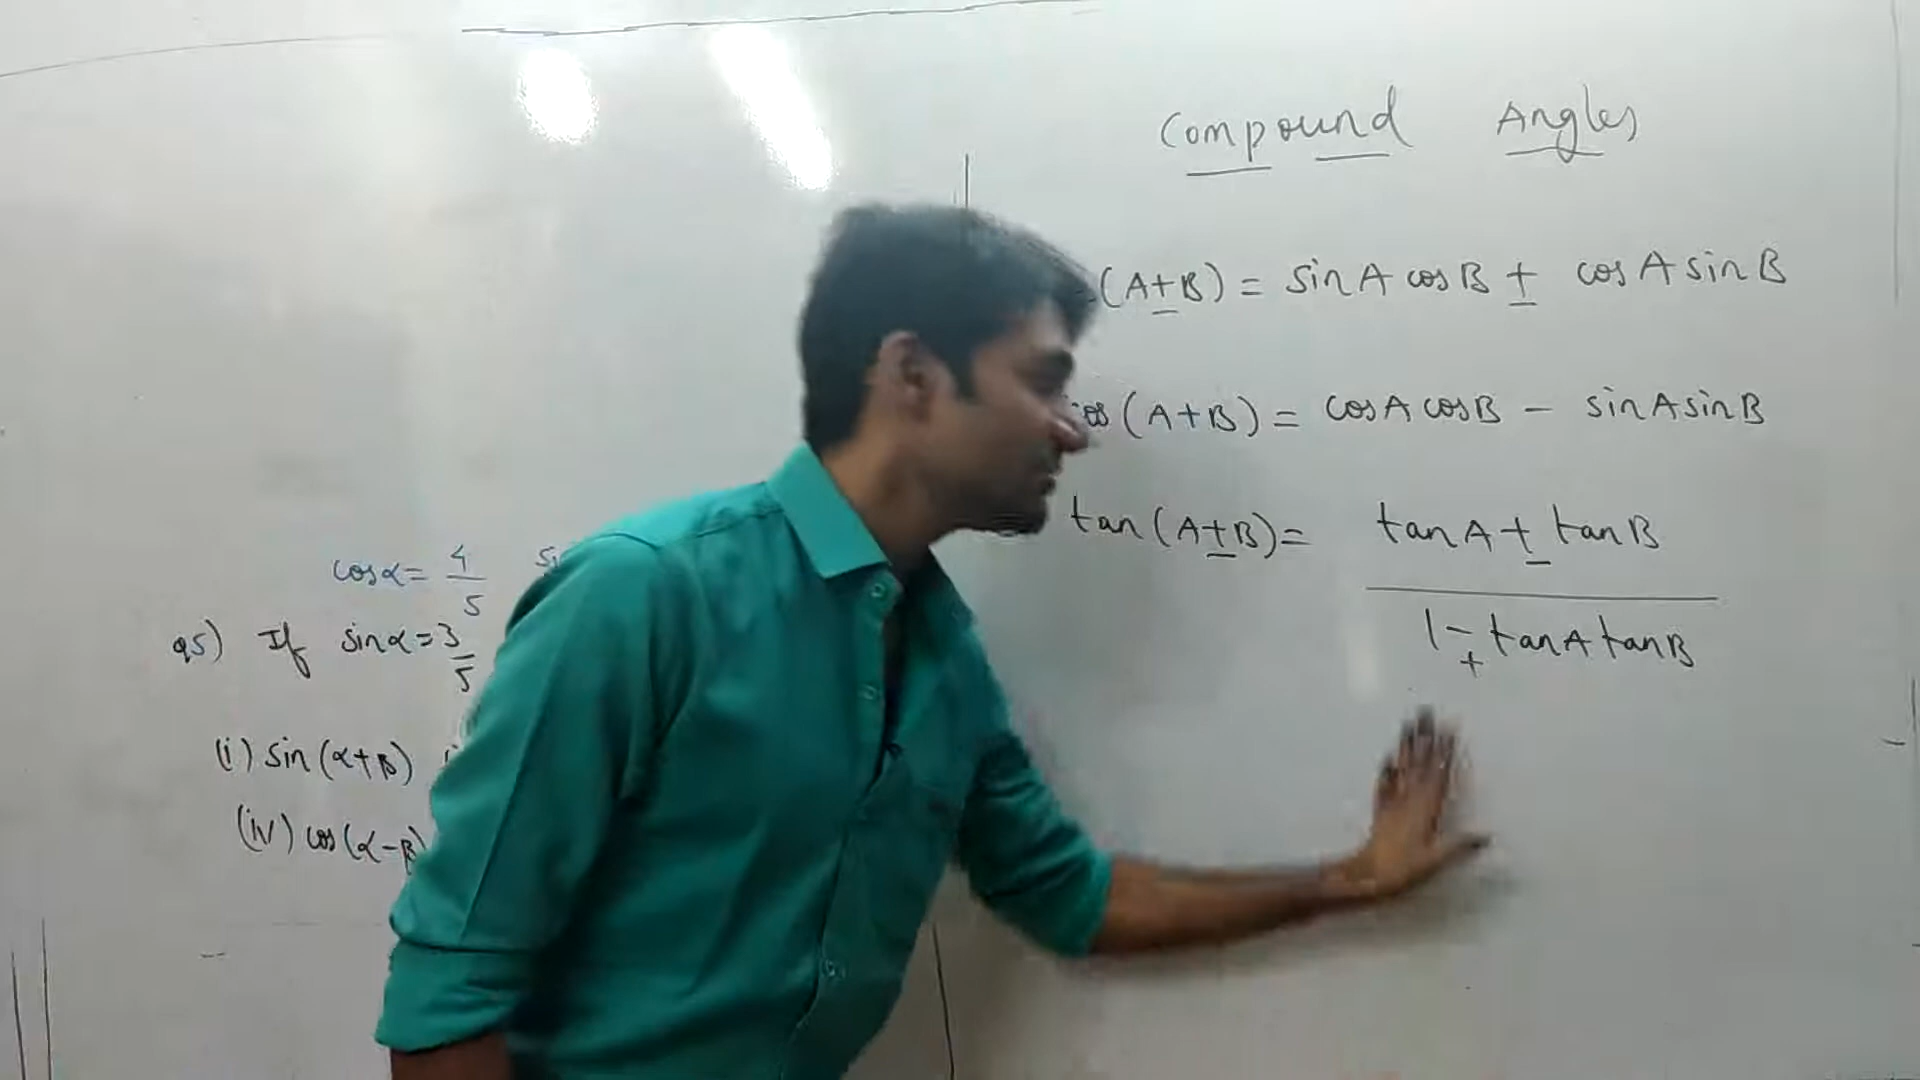 Compound Angles
(A±B) = sinA cosB ± cosA sinB
cos (A+B) = cosA cosB − sinA sinB
tan (A±B) = tanA ± tanB
1 ∓ tanA tanB
cosα = 4/5
Q5) If sinα = 3/5
(i) sin (α+B)
(iv) cos (α−B)